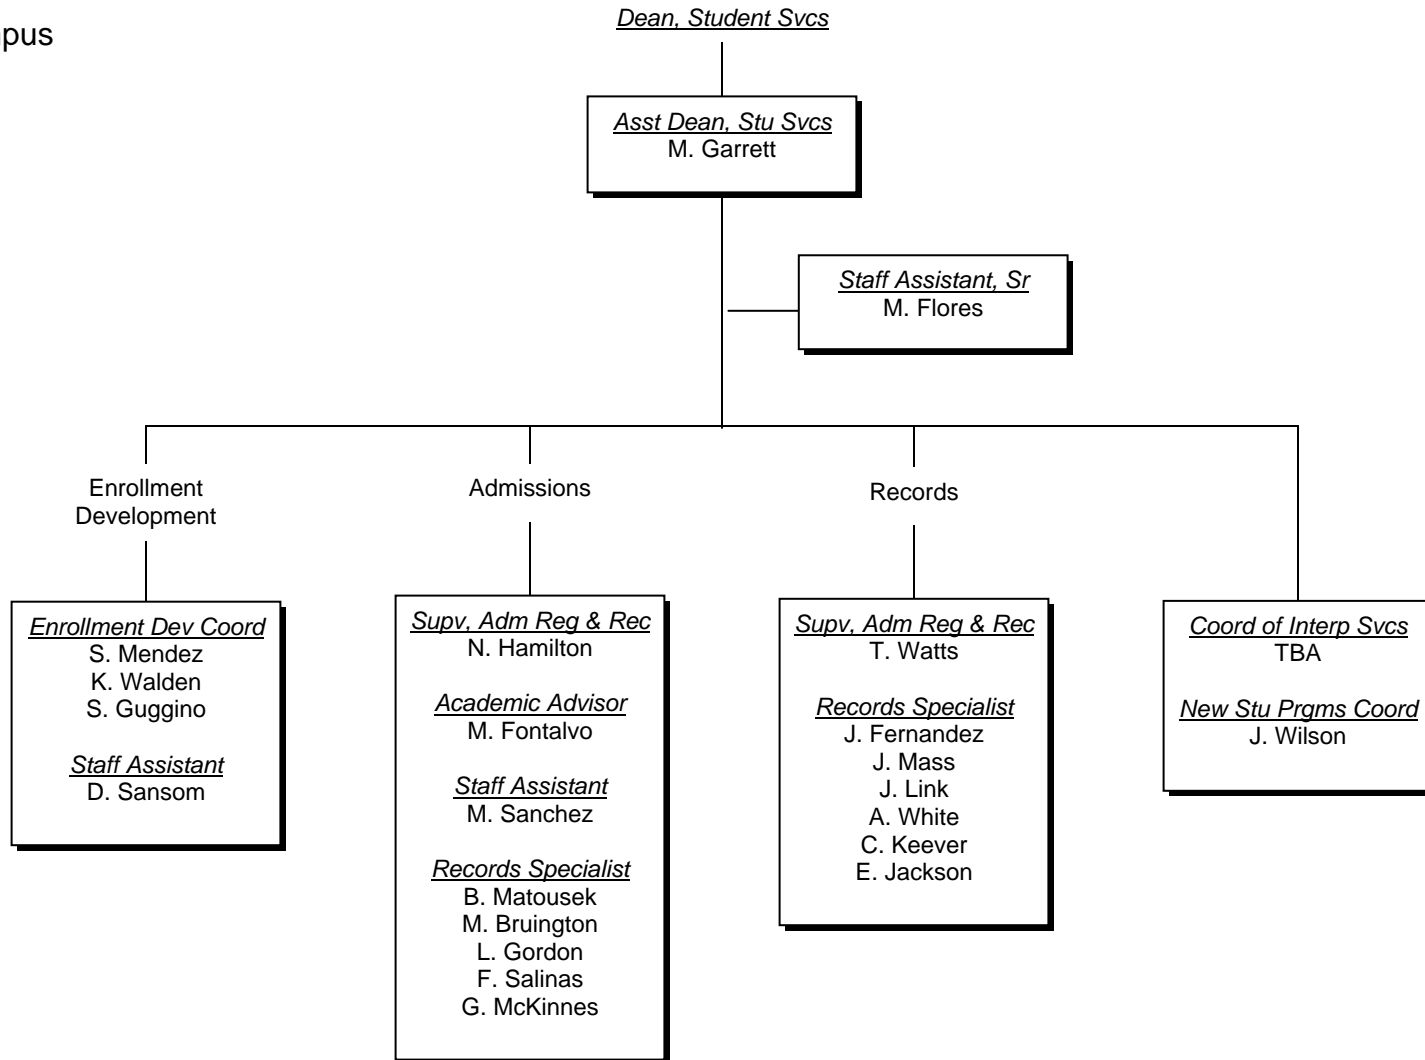 Dean, Student Svcs
Asst Dean, Stu Svcs
M. Garrett
Staff Assistant, Sr
M. Flores
Enrollment
Development
Enrollment Dev Coord
S. Mendez
K. Walden
S. Guggino
Staff Assistant
D. Sansom
Admissions
Supv, Adm Reg & Rec
N. Hamilton
Academic Advisor
M. Fontalvo
Staff Assistant
M. Sanchez
Records Specialist
B. Matousek
M. Bruington
L. Gordon
F. Salinas
G. McKinnes
Records
Supv, Adm Reg & Rec
T. Watts
Records Specialist
J. Fernandez
J. Mass
J. Link
A. White
C. Keever
E. Jackson
Coord of Interp Svcs
TBA
New Stu Prgms Coord
J. Wilson